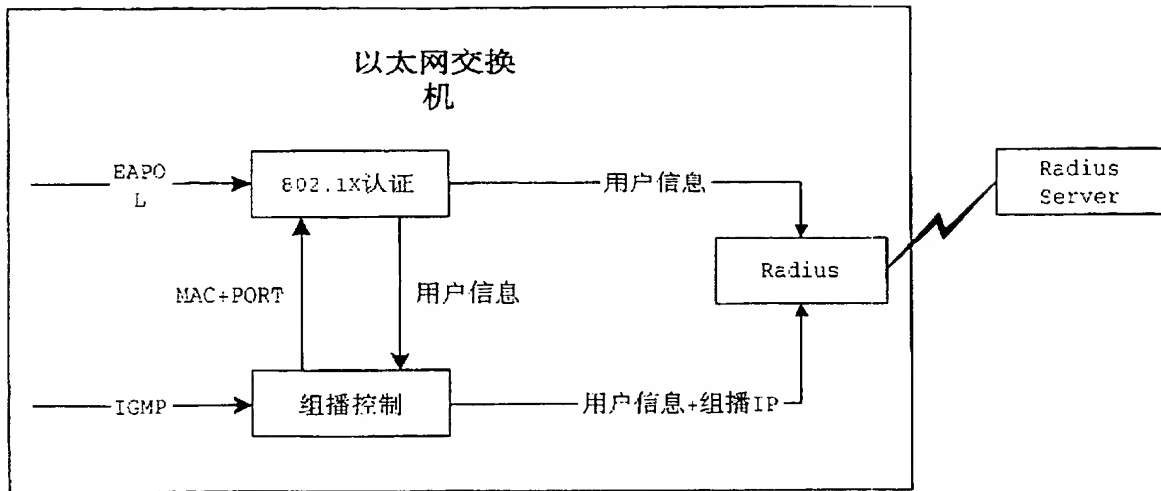 以太网交换
机
EAPO
L
802.1X认证
用户信息
Radius
Server
Radius
MAC+PORT
用户信息
IGMP
组播控制
用户信息+组播IP